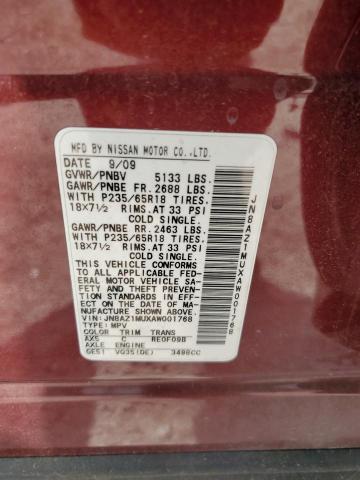 MFD BY NISSAN MOTOR CO.,LTD.
DATE 9/09
GVWR/PNBV 5133 LBS.
GAWR/PNBE FR. 2688 LBS.
WITH P235/65R18 TIRES.
18X7½ RIMS.AT 33 PSI
COLD SINGLE.
GAWR/PNBE RR. 2463 LBS.
WITH P235/65R18 TIRES.
18X7½ RIMS.AT 33 PSI
COLD SINGLE.
THIS VEHICLE CONFORMS
TO ALL APPLICABLE FED-
ERAL MOTOR VEHICLE SA-
FETY AND THEFT PREVEN-
TION STANDARDS IN EFF-
ECT ON THE DATE OF MA-
NUFACTURE SHOWN ABOVE.
VIN: JN8AZ1MUXAW001768
TYPE: MPV
COLOR TRIM TRANS
AX5 C RE0F09B
AXLE ENGINE
GE51 VQ35(DE) 3498CC
JN8AZ1MUXAW001768